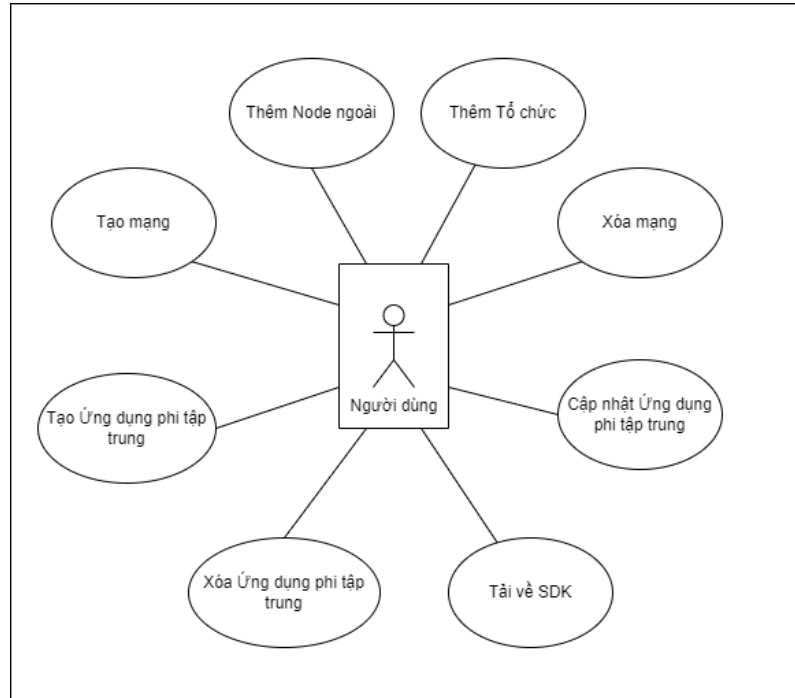 Thêm Node ngoài
Thêm Tổ chức
Tạo mạng
Xóa mạng
Người dùng
Tạo Ứng dụng phi tập
trung
Cập nhật Ứng dụng
phi tập trung
Xóa Ứng dụng phi tập
trung
Tải về SDK